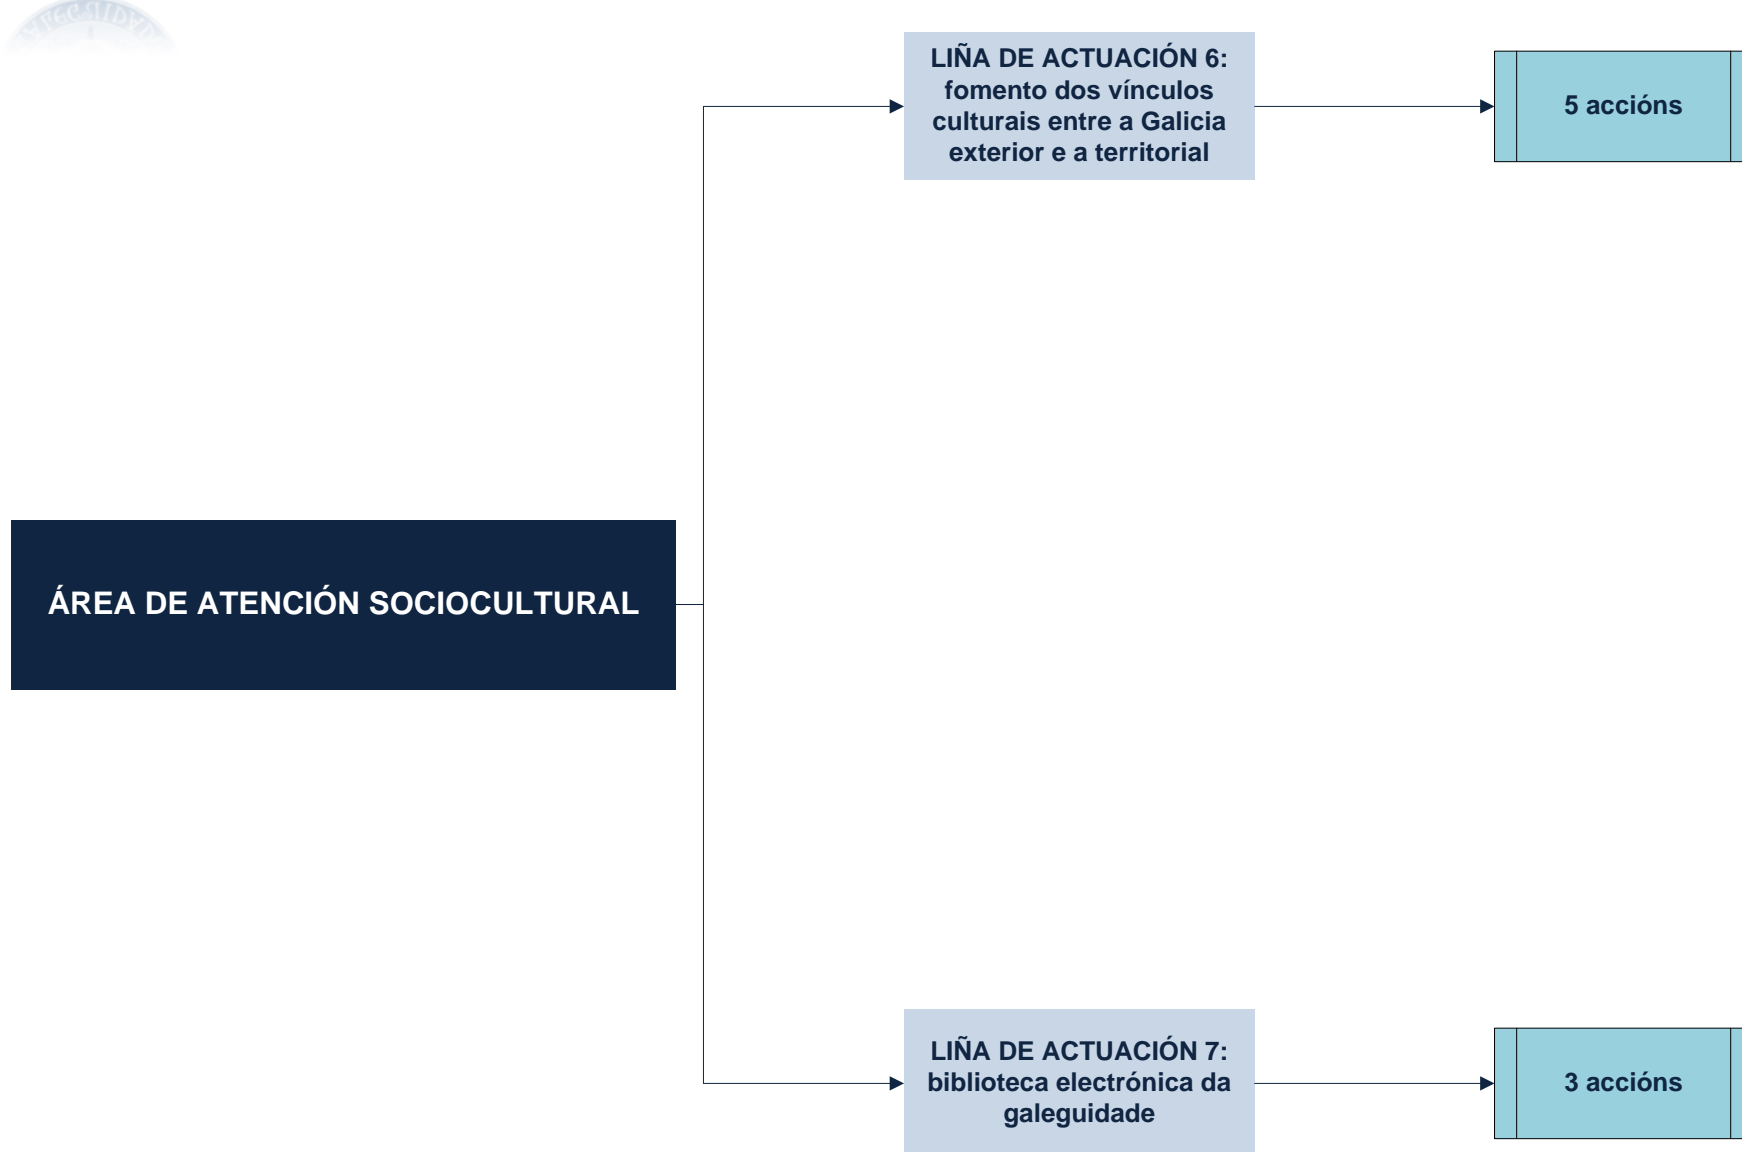 LIÑA DE ACTUACIÓN 6:
fomento dos vínculos
culturais entre a Galicia
exterior e a territorial
5 accións
ÁREA DE ATENCIÓN SOCIOCULTURAL
LIÑA DE ACTUACIÓN 7:
biblioteca electrónica da
galeguidade
3 accións